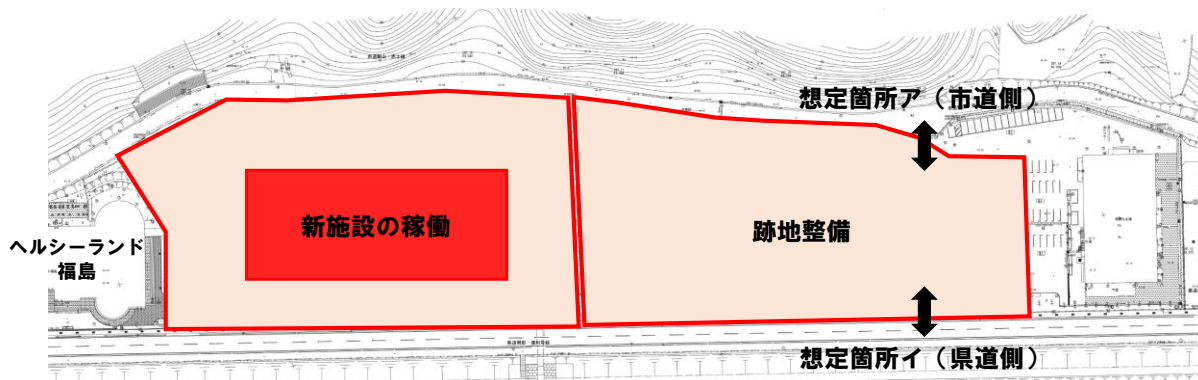 想定箇所ア（市道側）
新施設の稼働
跡地整備
ヘルシーランド
福島
想定箇所イ（県道側）